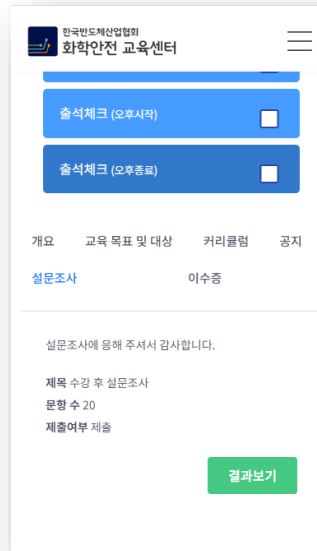 한국반도체산업협회
화학안전 교육센터
출석체크 (오후시작)
출석체크 (오후종료)
개요 교육 목표 및 대상 커리큘럼 공지
설문조사 이수증
설문조사에 응해 주셔서 감사합니다.
제목 수강 후 설문조사
문항 수 20
제출여부 제출
결과보기